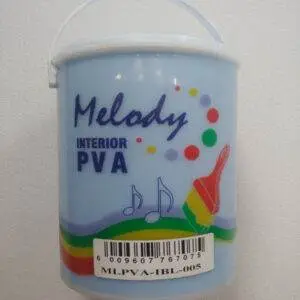 Melody
INTERIOR
PVA
6 009607 767075
MLPVA-IBL-005